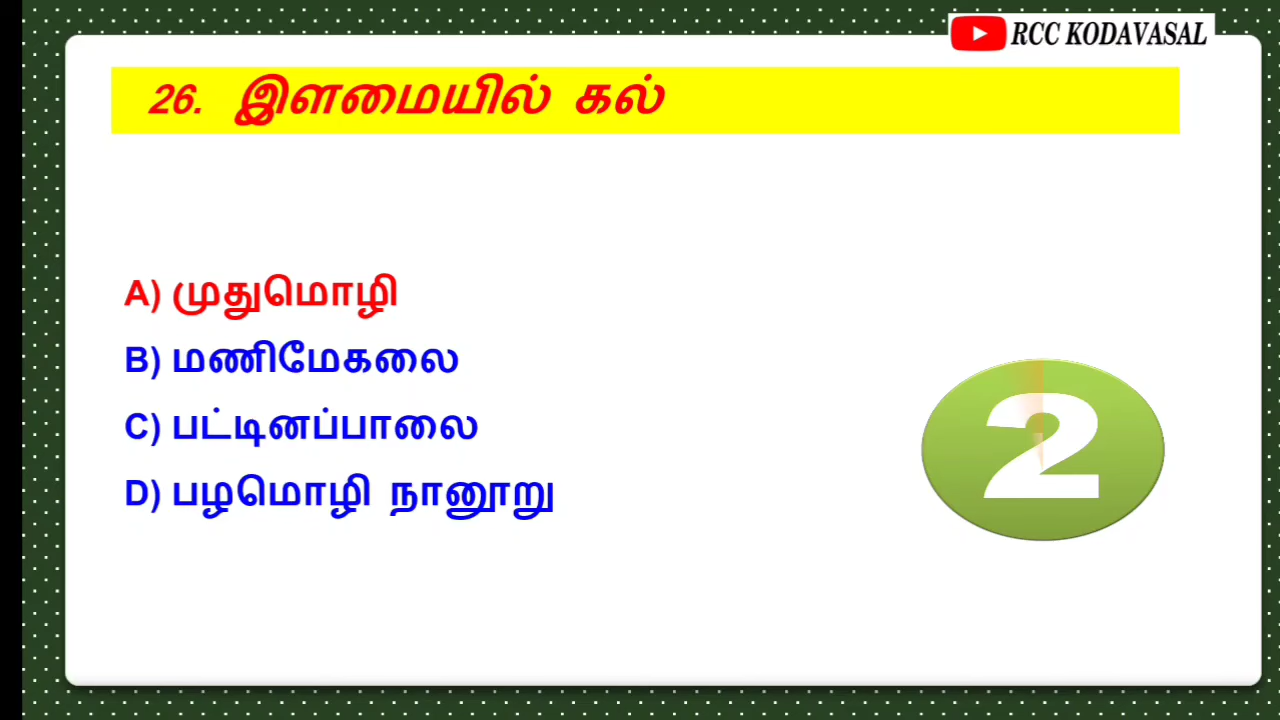 RCC KODAVASAL
26. இளமையில் கல்
A) முதுமொழி
B) மணிமேகலை
C) பட்டினப்பாலை
D) பழமொழி நானூறு
2